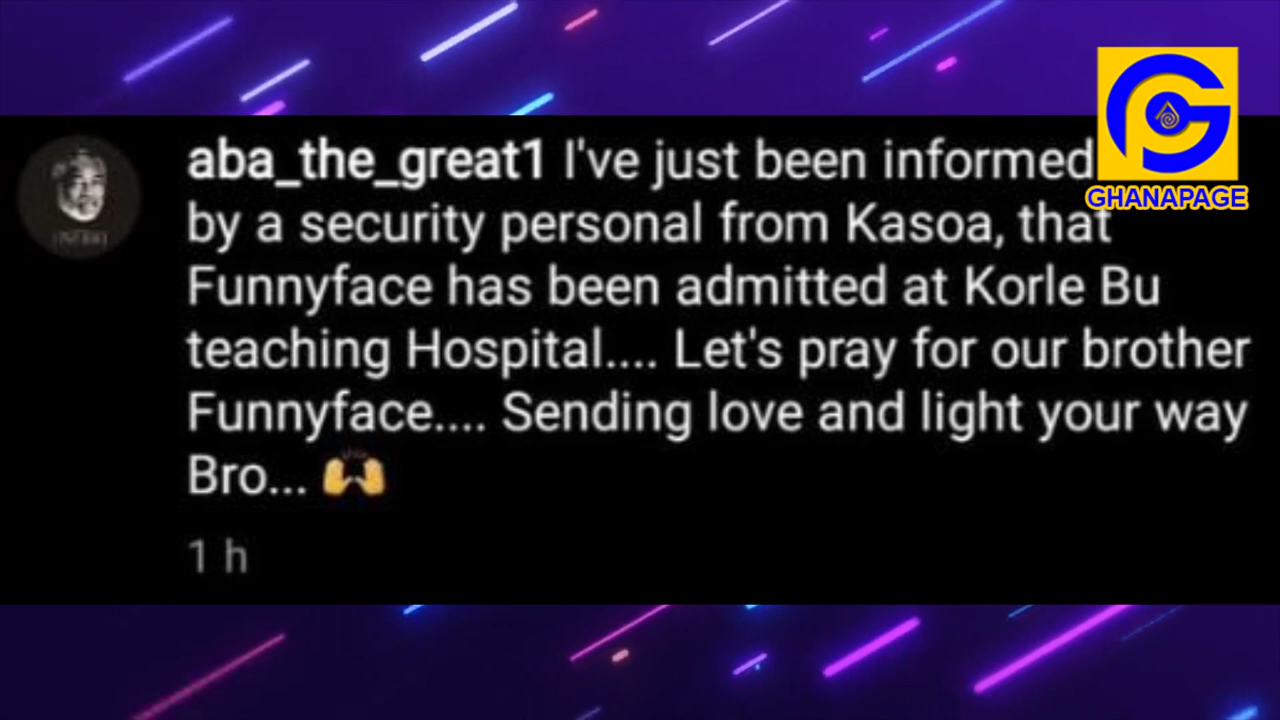 aba_the_great1 I've just been informed
by a security personal from Kasoa, that
Funnyface has been admitted at Korle Bu
teaching Hospital.... Let's pray for our brother
Funnyface.... Sending love and light your way
Bro... 🙌
1 h
GHANAPAGE